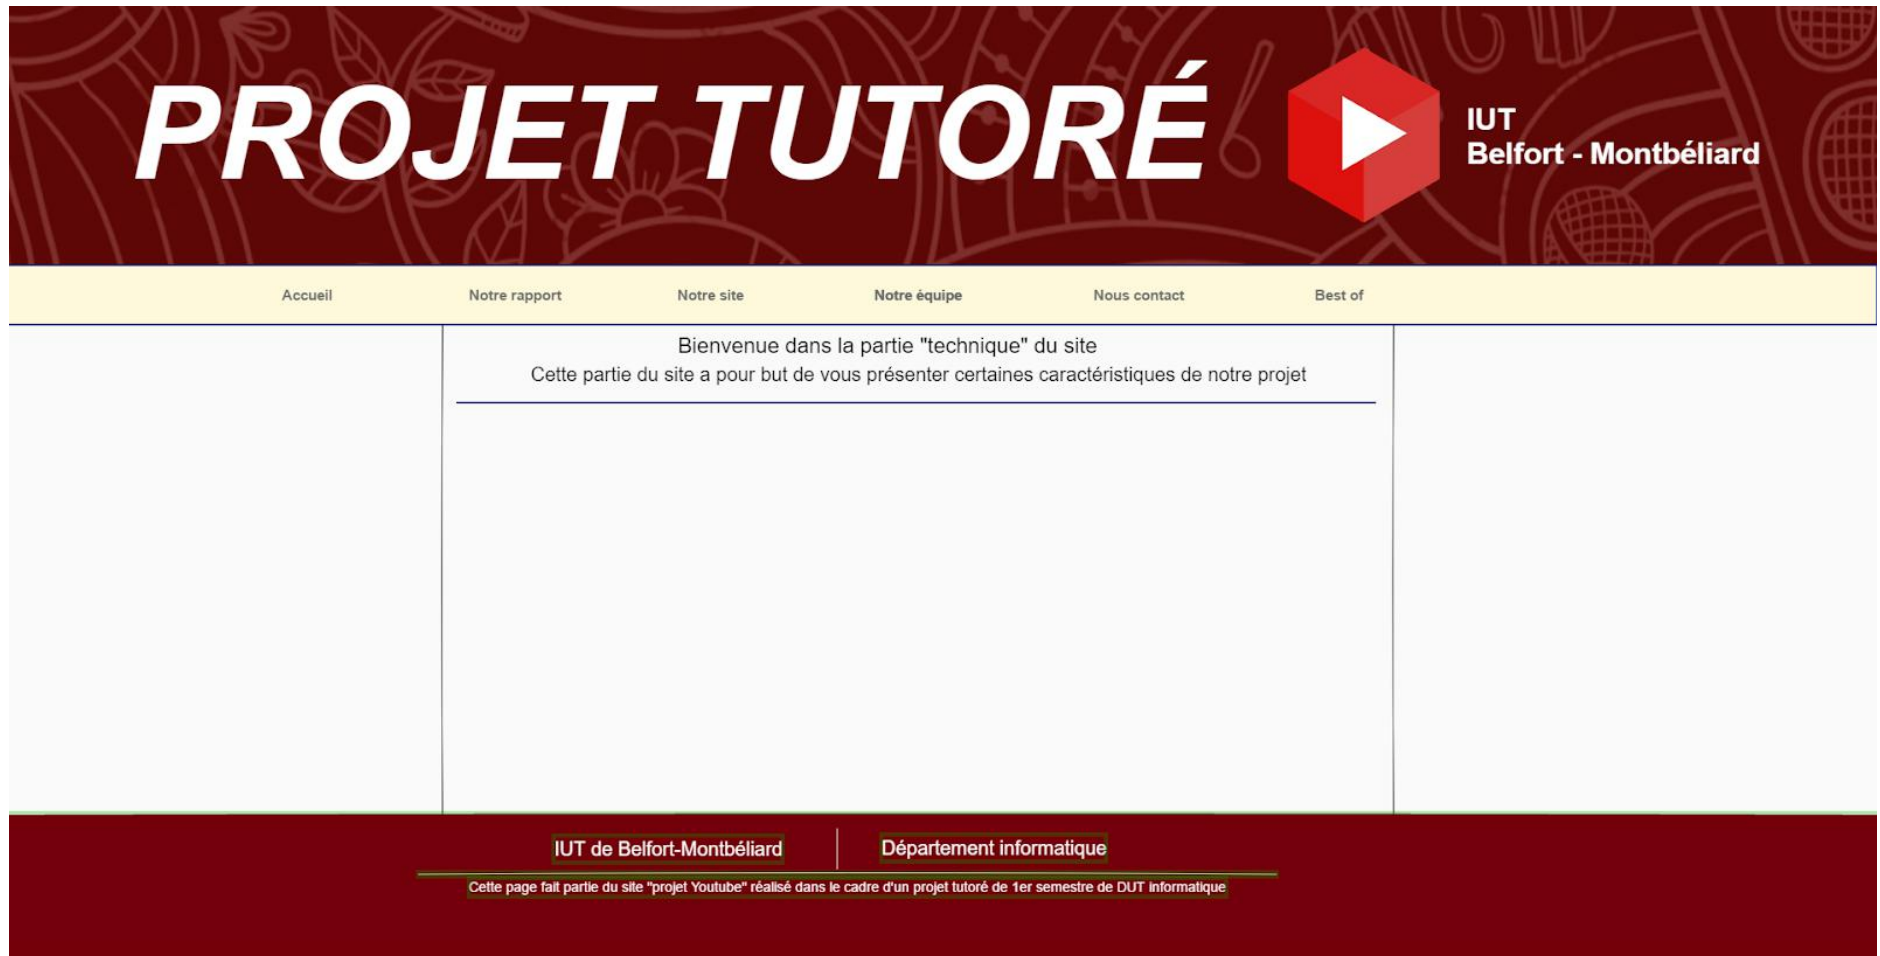 PROJET TUTORÉ
IUT
Belfort - Montbéliard
Accueil Notre rapport Notre site Notre équipe Nous contact Best of
Bienvenue dans la partie "technique" du site
Cette partie du site a pour but de vous présenter certaines caractéristiques de notre projet
IUT de Belfort-Montbéliard Département informatique
Cette page fait partie du site "projet Youtube" réalisé dans le cadre d'un projet tutoré de 1er semestre de DUT informatique